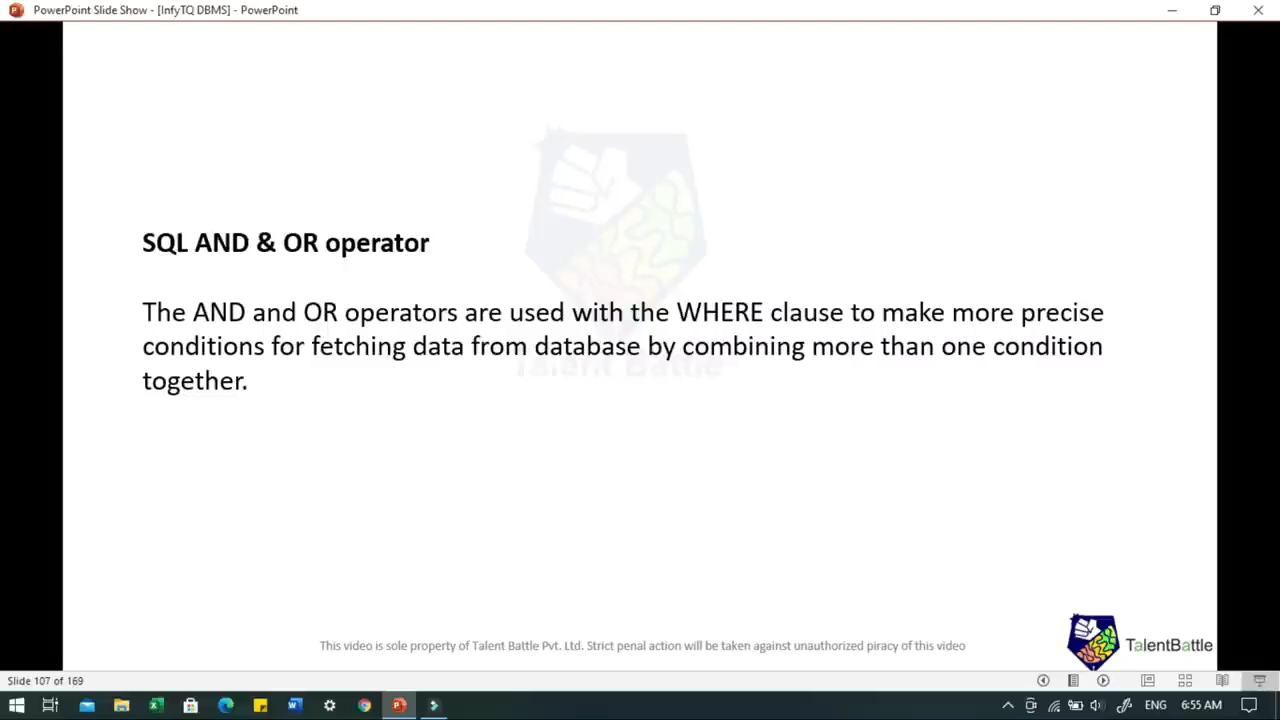 PowerPoint Slide Show - [InfyTQ DBMS] - PowerPoint
SQL AND & OR operator
The AND and OR operators are used with the WHERE clause to make more precise
conditions for fetching data from database by combining more than one condition
together.
Talent Battle
This video is sole property of Talent Battle Pvt. Ltd. Strict penal action will be taken against unauthorized piracy of this video
TalentBattle
Slide 107 of 169
ENG 6:55 AM